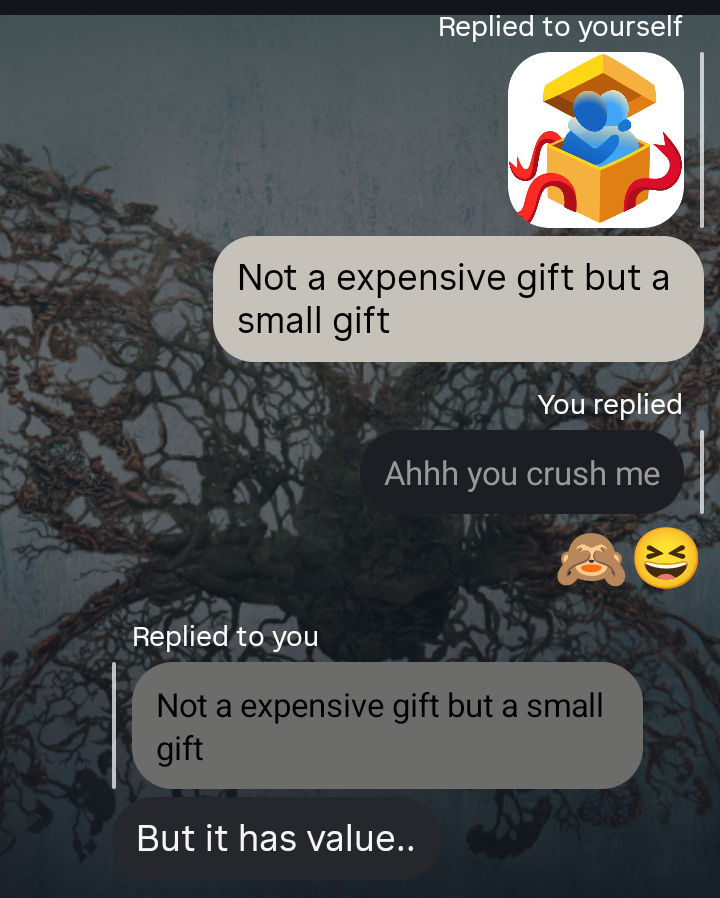 Replied to yourself
Not a expensive gift but a
small gift
You replied
Ahhh you crush me
🙈😆
Replied to you
Not a expensive gift but a small
gift
But it has value..